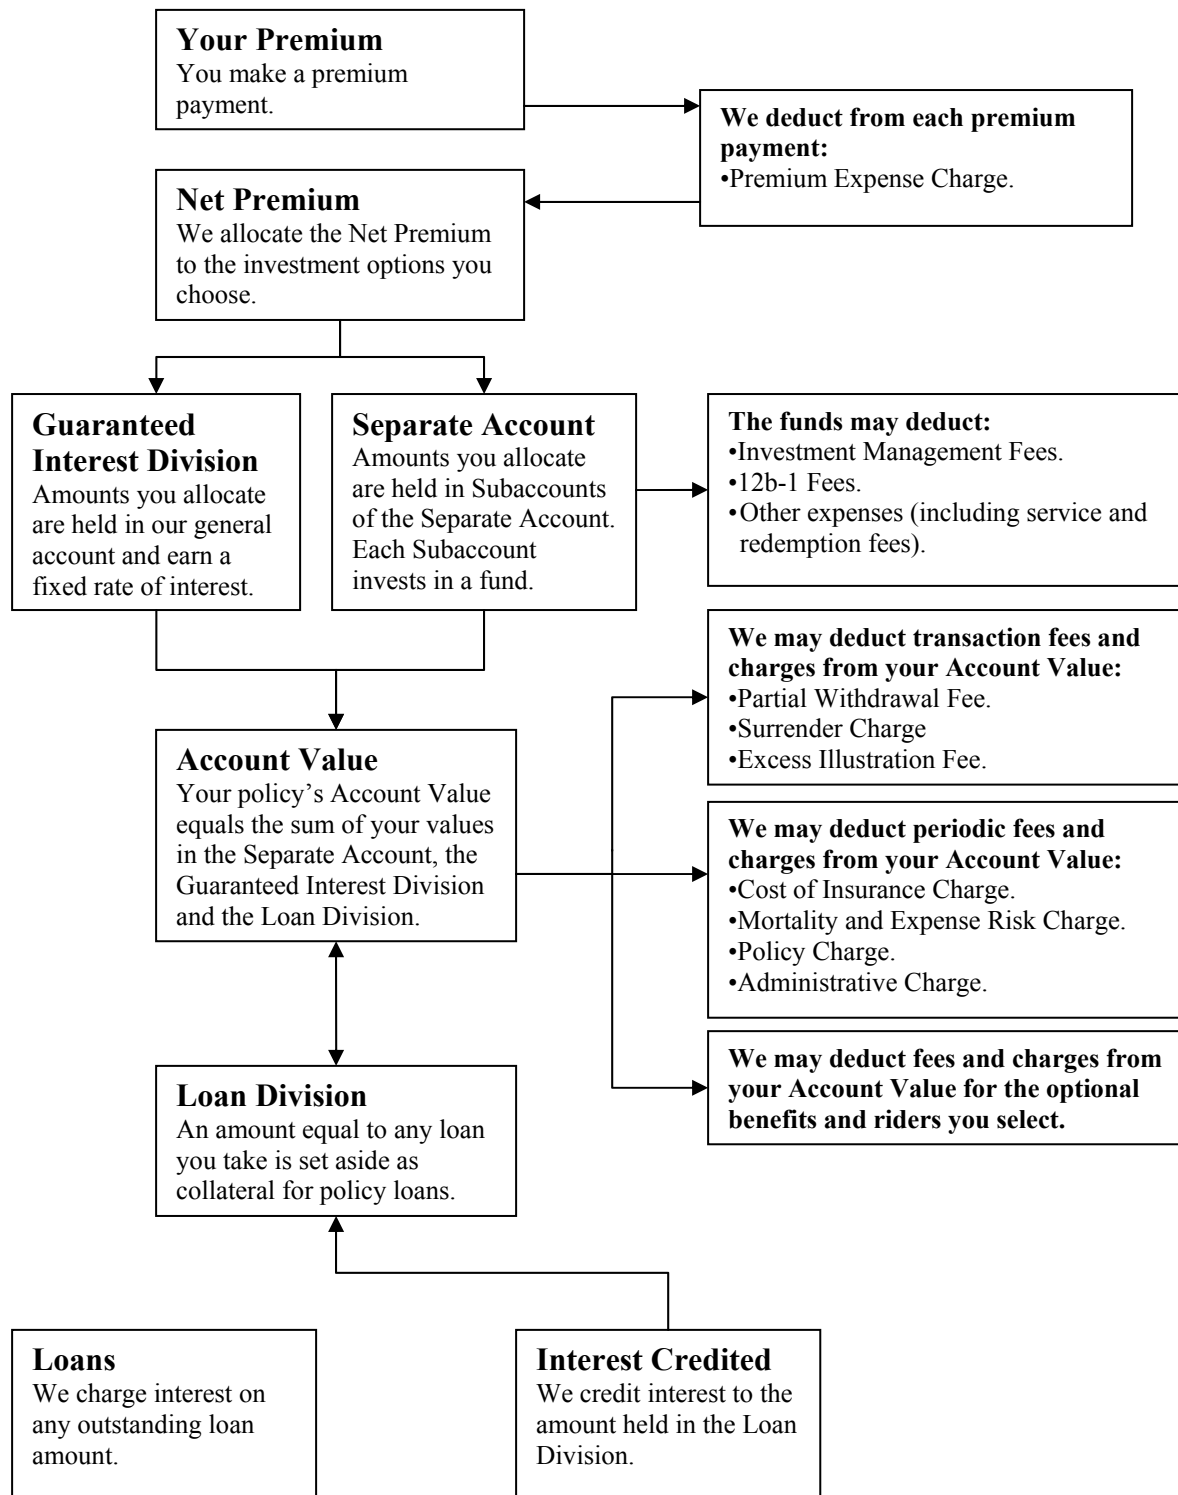 Your Premium
You make a premium
payment.
We deduct from each premium
payment:
•Premium Expense Charge.
Net Premium
We allocate the Net Premium
to the investment options you
choose.
Guaranteed
Interest Division
Amounts you allocate
are held in our general
account and earn a
fixed rate of interest.
Separate Account
Amounts you allocate
are held in Subaccounts
of the Separate Account.
Each Subaccount
invests in a fund.
The funds may deduct:
•Investment Management Fees.
•12b-1 Fees.
•Other expenses (including service and
redemption fees).
We may deduct transaction fees and
charges from your Account Value:
•Partial Withdrawal Fee.
•Surrender Charge
•Excess Illustration Fee.
Account Value
Your policy’s Account Value
equals the sum of your values
in the Separate Account, the
Guaranteed Interest Division
and the Loan Division.
We may deduct periodic fees and
charges from your Account Value:
•Cost of Insurance Charge.
•Mortality and Expense Risk Charge.
•Policy Charge.
•Administrative Charge.
We may deduct fees and charges from
your Account Value for the optional
benefits and riders you select.
Loan Division
An amount equal to any loan
you take is set aside as
collateral for policy loans.
Loans
We charge interest on
any outstanding loan
amount.
Interest Credited
We credit interest to the
amount held in the Loan
Division.